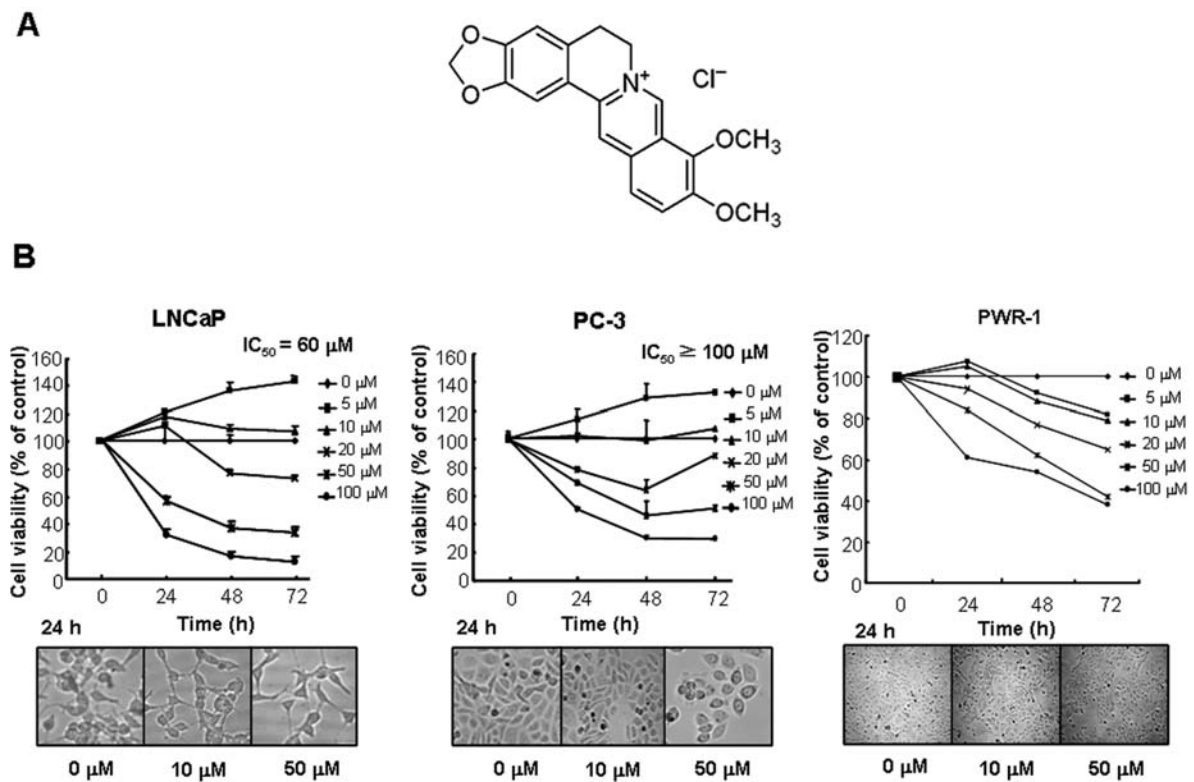 A
O
O
N+
Cl−
OCH3
OCH3
B
LNCaP
IC50 = 60 µM
Cell viability (% of control)
160
140
120
100
80
60
40
20
0
0 24 48 72
Time (h)
0 µM
5 µM
10 µM
20 µM
50 µM
100 µM
24 h
0 µM 10 µM 50 µM
PC-3
IC50 ≥ 100 µM
Cell viability (% of control)
160
140
120
100
80
60
40
20
0
0 24 48 72
Time (h)
0 µM
5 µM
10 µM
20 µM
50 µM
100 µM
24 h
0 µM 10 µM 50 µM
PWR-1
Cell viability (% of control)
120
100
80
60
40
20
0
0 24 48 72
Time (h)
0 µM
5 µM
10 µM
20 µM
50 µM
100 µM
24 h
0 µM 10 µM 50 µM